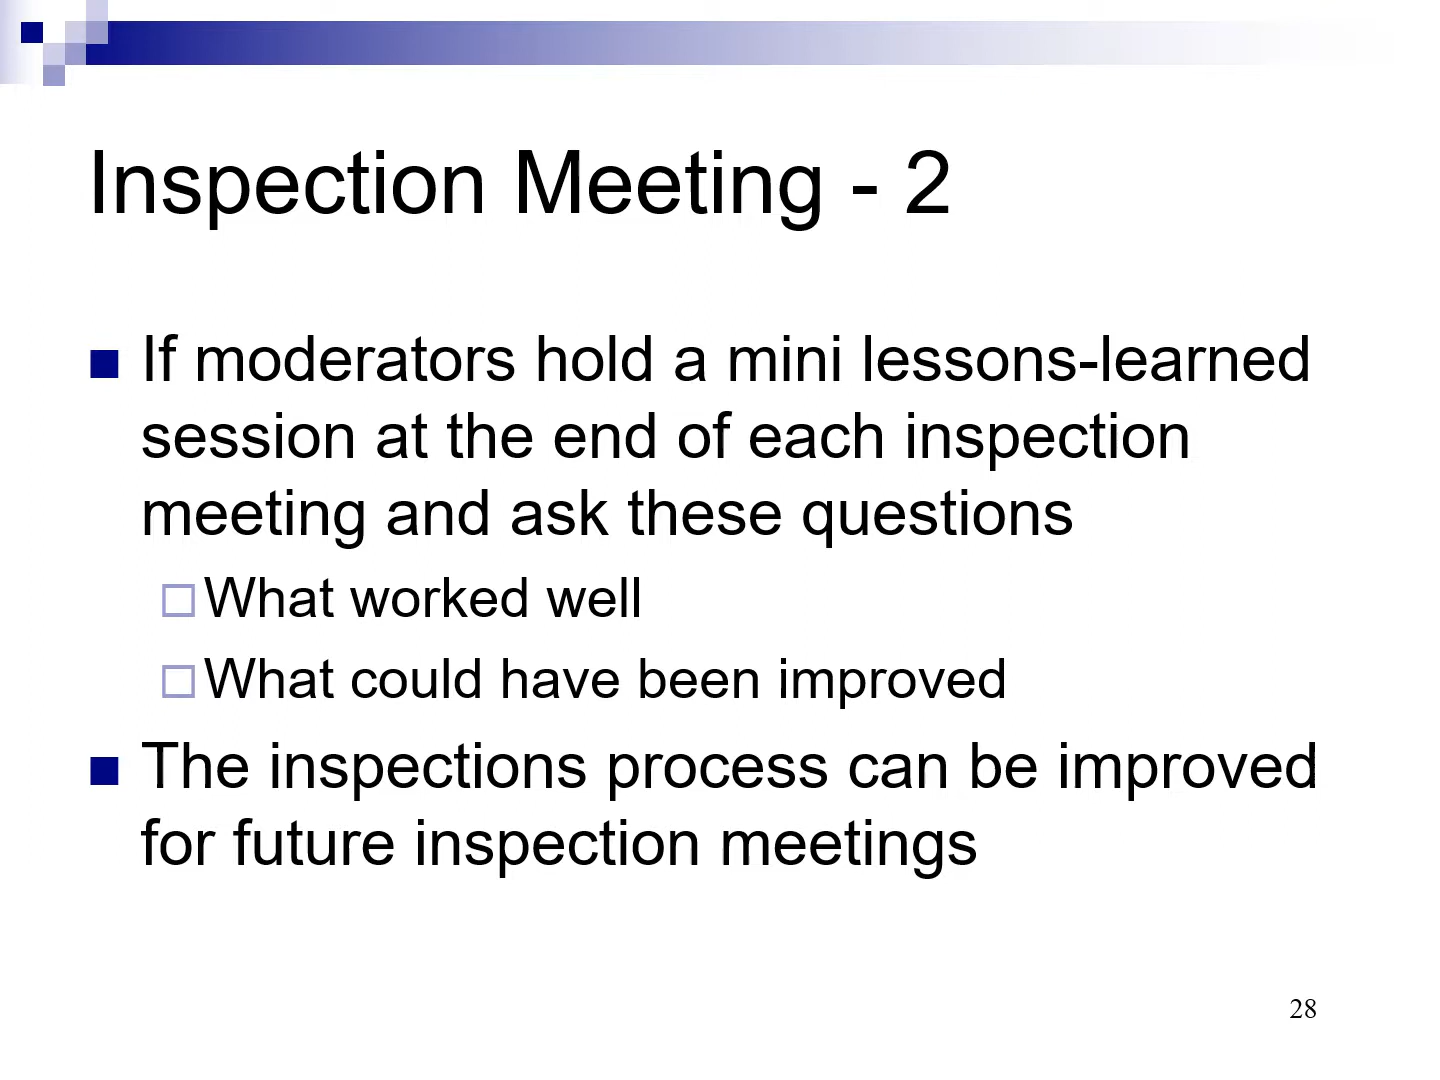 Inspection Meeting - 2
If moderators hold a mini lessons-learned
session at the end of each inspection
meeting and ask these questions
What worked well
What could have been improved
The inspections process can be improved
for future inspection meetings
28